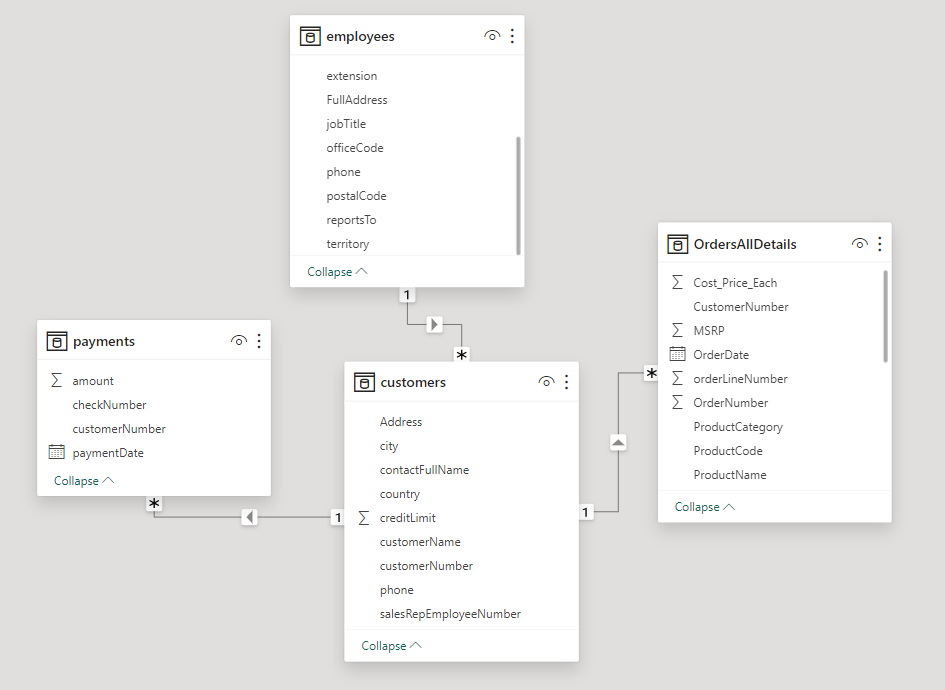 employees
extension
FullAddress
jobTitle
officeCode
phone
postalCode
reportsTo
territory
Collapse
1
*
payments
amount
checkNumber
customerNumber
paymentDate
Collapse
*
1
customers
Address
city
contactFullName
country
creditLimit
customerName
customerNumber
phone
salesRepEmployeeNumber
Collapse
1
*
OrdersAllDetails
Cost_Price_Each
CustomerNumber
MSRP
OrderDate
orderLineNumber
OrderNumber
ProductCategory
ProductCode
ProductName
Collapse